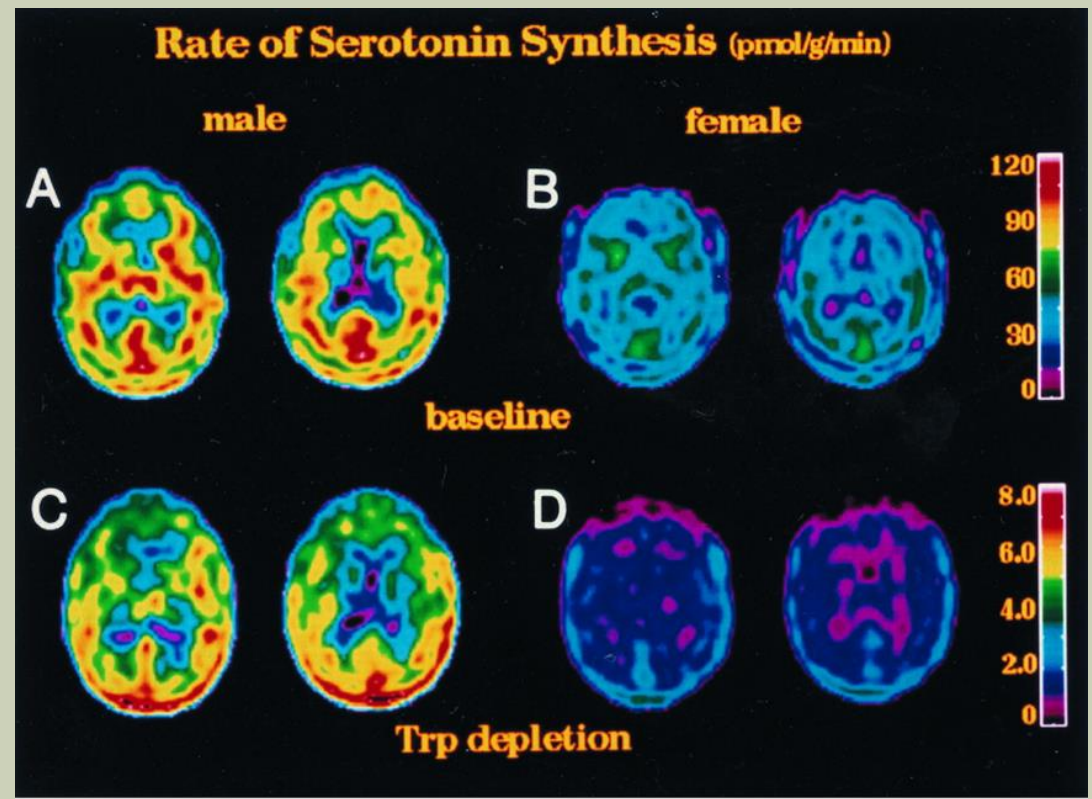 Rate of Serotonin Synthesis (pmol/g/min)
male female
A B
120
90
60
30
0
baseline
C D
8.0
6.0
4.0
2.0
0
Trp depletion